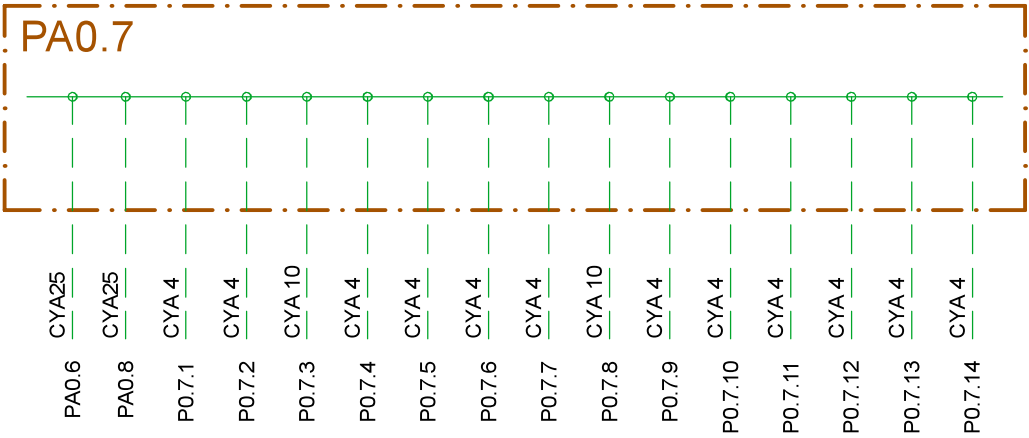 PA0.7
CYA25
CYA25
CYA 4
CYA 4
CYA 10
CYA 4
CYA 4
CYA 4
CYA 4
CYA 10
CYA 4
CYA 4
CYA 4
CYA 4
CYA 4
CYA 4
PA0.6
PA0.8
P0.7.1
P0.7.2
P0.7.3
P0.7.4
P0.7.5
P0.7.6
P0.7.7
P0.7.8
P0.7.9
P0.7.10
P0.7.11
P0.7.12
P0.7.13
P0.7.14